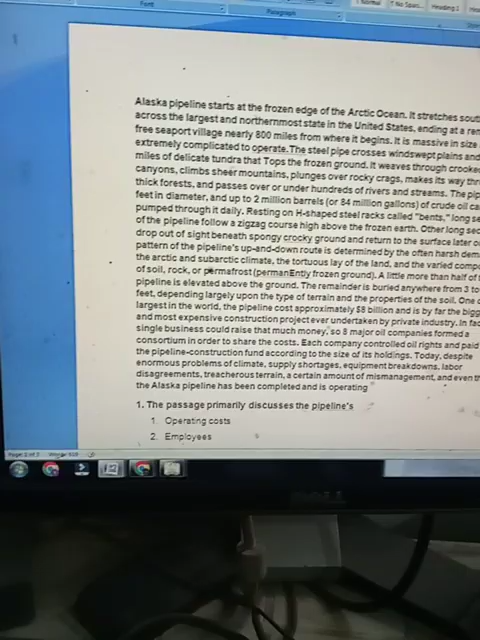 Font
Paragraph
1 Normal
Heading 1
Alaska pipeline starts at the frozen edge of the Arctic Ocean. It stretches
across the largest and northernmost state in the United States, ending at a
free seaport village nearly 800 miles from where it begins. It is massive in size
extremely complicated to operate.The steel pipe crosses windswept plains and
miles of delicate tundra that Tops the frozen ground. It weaves through
canyons, climbs sheer mountains, plunges over rocky crags, makes its way
thick forests, and passes over or under hundreds of rivers and streams. The
feet in diameter, and up to 2 million barrels (or 84 million gallons) of crude oil
pumped through it daily. Resting on H-shaped steel racks called "bents," long
of the pipeline follow a zigzag course high above the frozen earth. Other long
drop out of sight beneath spongy crocky ground and return to the surface later
pattern of the pipeline's up-and-down route is determined by the often harsh
the arctic and subarctic climate, the tortuous lay of the land, and the varied
of soil, rock, or permafrost (permanEntly frozen ground). A little more than half of
pipeline is elevated above the ground. The remainder is buried anywhere from 3 to
feet, depending largely upon the type of terrain and the properties of the soil. One
largest in the world, the pipeline cost approximately $8 billion and is by far the
and most expensive construction project ever undertaken by private industry. In
single business could raise that much money, so 8 major oil companies formed a
consortium in order to share the costs. Each company controlled oil rights and paid
the pipeline-construction fund according to the size of its holdings. Today, despite
enormous problems of climate, supply shortages, equipment breakdowns, labor
disagreements, treacherous terrain, a certain amount of mismanagement, and even
the Alaska pipeline has been completed and is operating
1. The passage primarily discusses the pipeline's
1. Operating costs
2. Employees
DELL